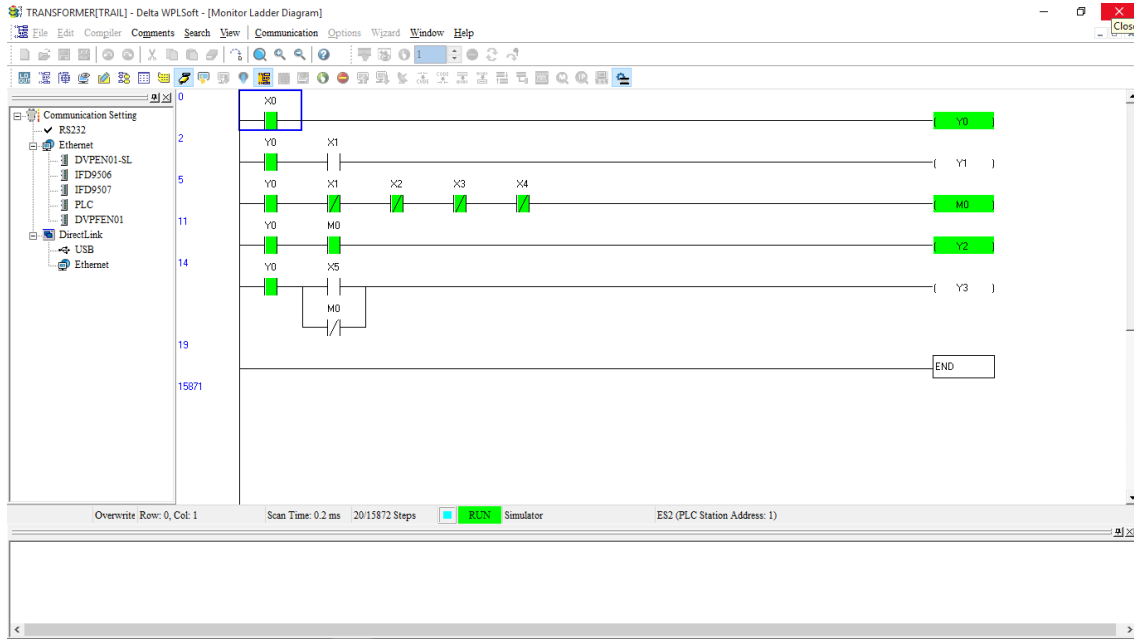 TRANSFORMER[TRAIL] - Delta WPLSoft - [Monitor Ladder Diagram]
File Edit Compiler Comments Search View Communication Options Wizard Window Help
Close
1
Communication Setting
RS232
Ethernet
DVPEN01-SL
IFD9506
IFD9507
PLC
DVPFEN01
DirectLink
USB
Ethernet
0
X0
Y0
2
Y0 X1
Y1
5
Y0 X1 X2 X3 X4
M0
11
Y0 M0
Y2
14
Y0 X5
Y3
M0
19
END
15871
Overwrite Row: 0, Col: 1 Scan Time: 0.2 ms 20/15872 Steps RUN Simulator ES2 (PLC Station Address: 1)